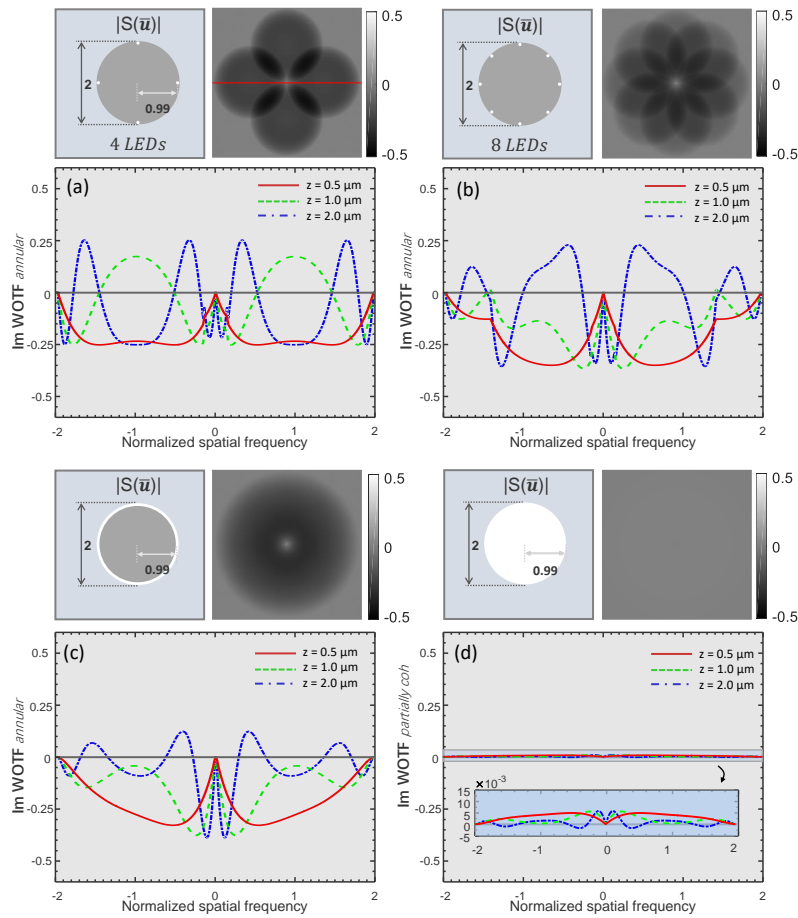 |S(u̅)|
2
0.99
4 LEDs
0.5
0
-0.5
|S(u̅)|
2
0.99
8 LEDs
0.5
0
-0.5
(a)
z = 0.5 μm
z = 1.0 μm
z = 2.0 μm
Im WOTF annular
0.5
0.25
0
-0.25
-0.5
-2
-1
0
1
2
Normalized spatial frequency
(b)
z = 0.5 μm
z = 1.0 μm
z = 2.0 μm
Im WOTF annular
0.5
0.25
0
-0.25
-0.5
-2
-1
0
1
2
Normalized spatial frequency
|S(u̅)|
2
0.99
0.5
0
-0.5
|S(u̅)|
2
0.99
0.5
0
-0.5
(c)
z = 0.5 μm
z = 1.0 μm
z = 2.0 μm
Im WOTF annular
0.5
0.25
0
-0.25
-0.5
-2
-1
0
1
2
Normalized spatial frequency
(d)
z = 0.5 μm
z = 1.0 μm
z = 2.0 μm
Im WOTF partially coh
0.5
0.25
0
-0.25
-0.5
×10⁻³
15
10
5
0
-5
-2
-1
0
1
2
-2
-1
0
1
2
Normalized spatial frequency